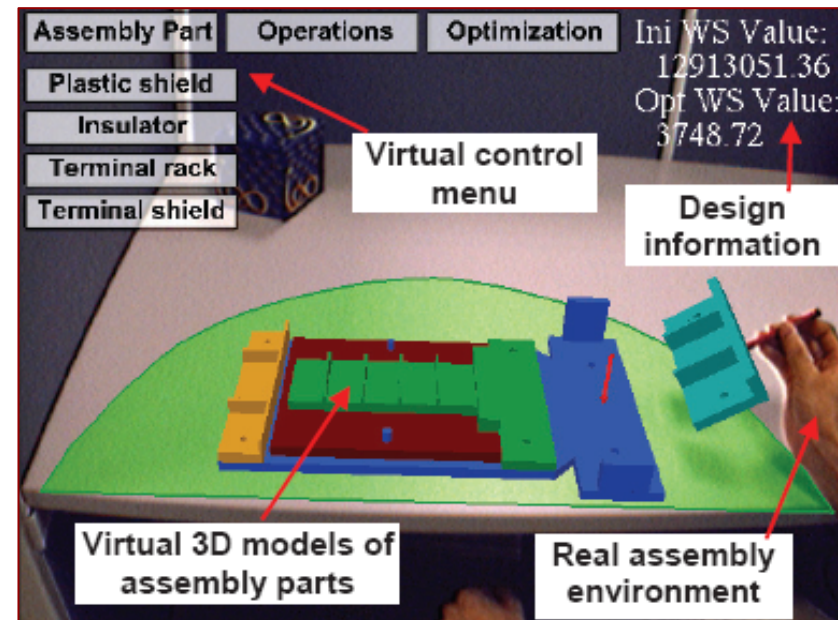 Assembly Part Operations Optimization
Ini WS Value:
12913051.36
Opt WS Value:
3748.72
Plastic shield
Insulator
Terminal rack
Terminal shield
Virtual control
menu
Design
information
Virtual 3D models of
assembly parts
Real assembly
environment